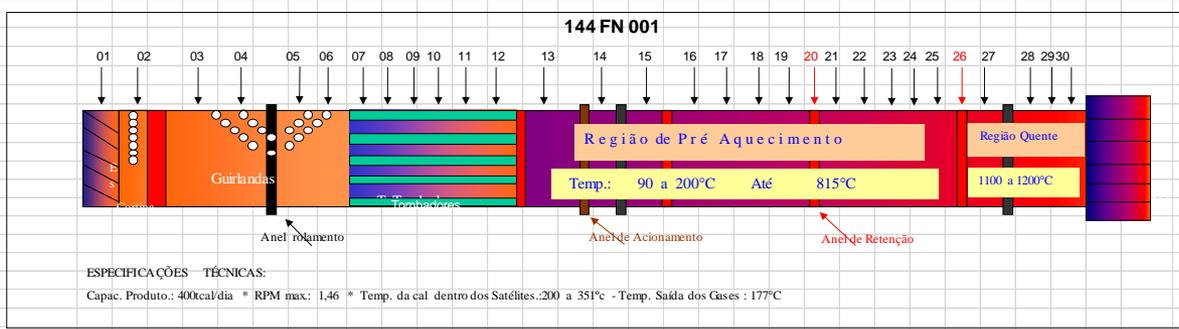 144 FN 001
01 02 03 04 05 06 07 08 09 10 11 12 13 14 15 16 17 18 19 20 21 22 23 24 25 26 27 28 29 30
Região de Pré Aquecimento
Região Quente
E
s
Guirlandas
Temp.: 90 a 200°C Até 815°C
1100 a 1200°C
Cortina
Tombadores
Anel rolamento
Anel de Acionamento
Anel de Retenção
ESPECIFICAÇÕES TÉCNICAS:
Capac. Produto.: 400tcal/dia * RPM max.: 1,46 * Temp. da cal dentro dos Satélites.:200 a 351ºc - Temp. Saída dos Gases : 177°C